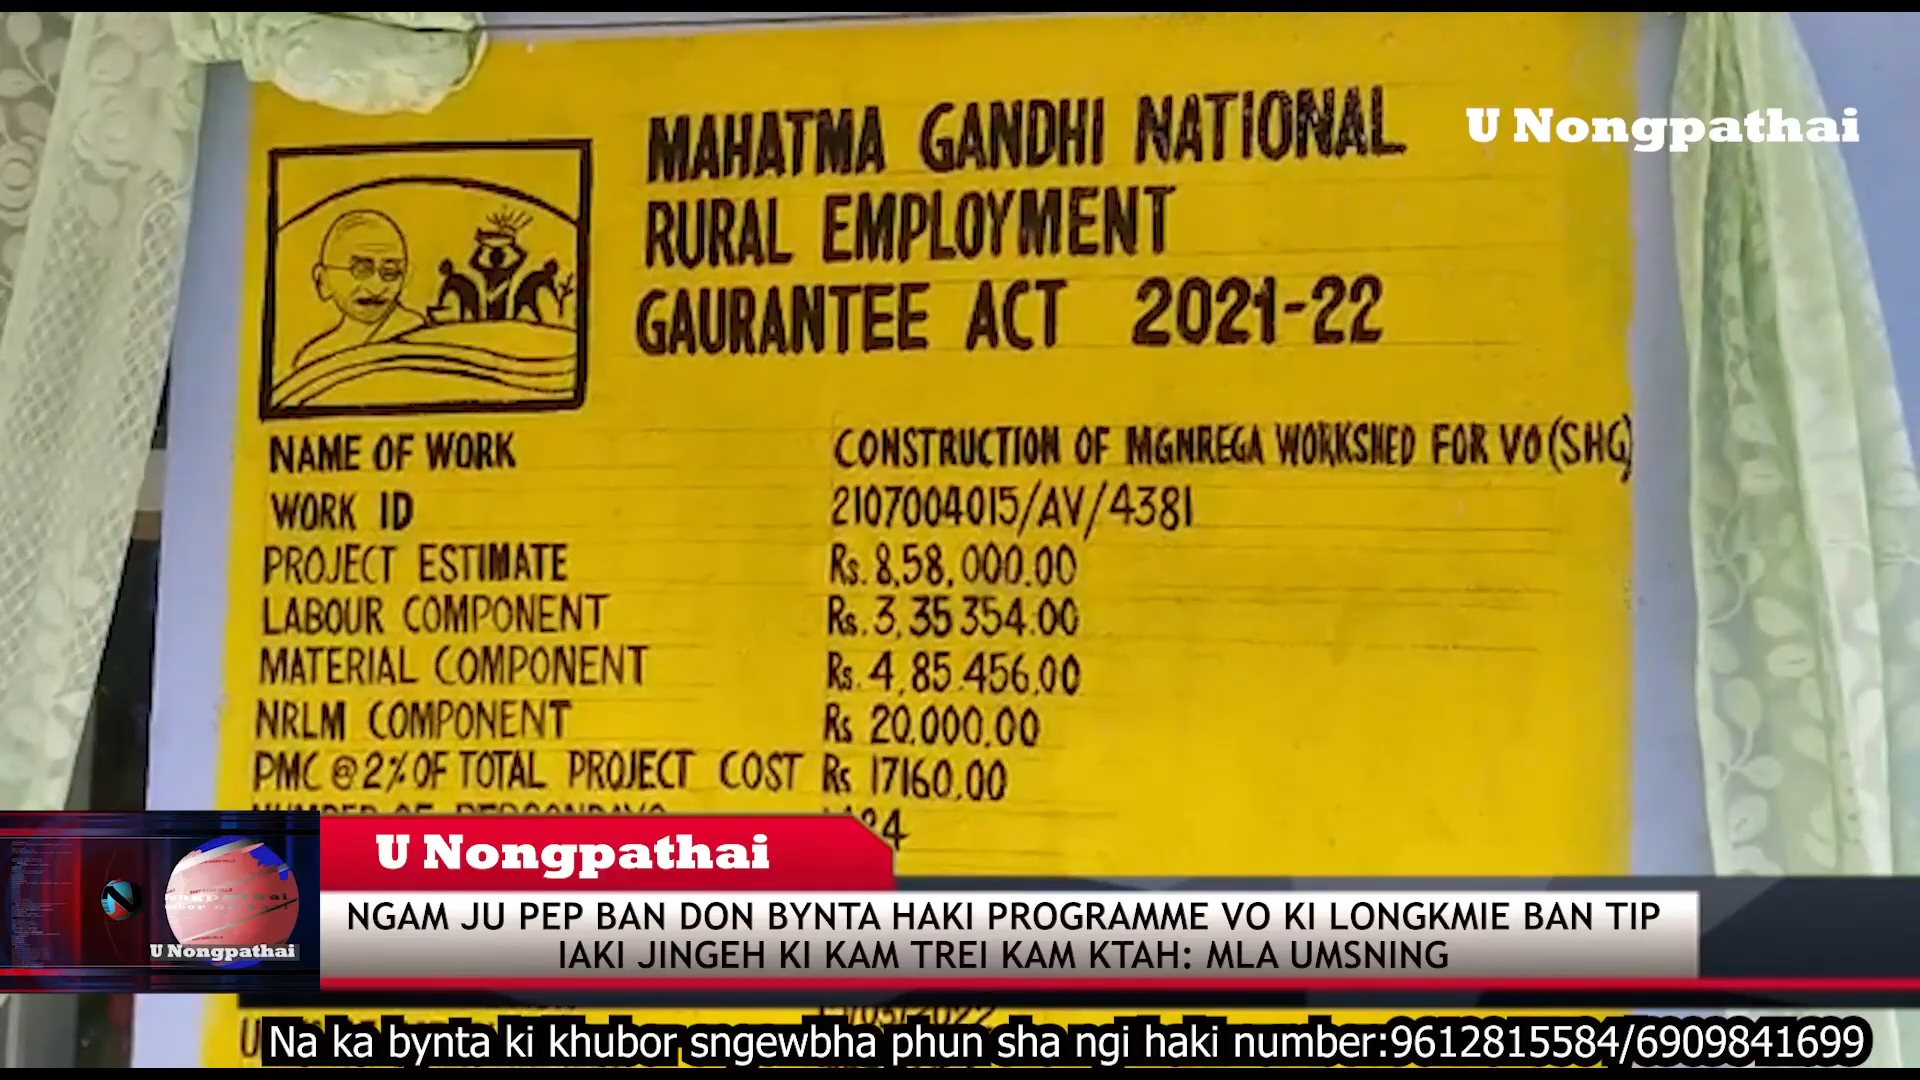 MAHATMA GANDHI NATIONAL
RURAL EMPLOYMENT
GAURANTEE ACT 2021-22
U Nongpathai
NAME OF WORK CONSTRUCTION OF MGNREGA WORKSHED FOR VO (SHG)
WORK ID 2107004015/AV/4381
PROJECT ESTIMATE Rs. 8,58,000.00
LABOUR COMPONENT Rs. 3,35 354.00
MATERIAL COMPONENT Rs. 4,85.456.00
NRLM COMPONENT Rs 20,000.00
PMC @ 2% OF TOTAL PROJECT COST Rs 17160.00
NUMBER OF PERSONDAYS
U Nongpathai
U Nongpathai
NGAM JU PEP BAN DON BYNTA HAKI PROGRAMME VO KI LONGKMIE BAN TIP
IAKI JINGEH KI KAM TREI KAM KTAH: MLA UMSNING
Na ka bynta ki khubor sngewbha phun sha ngi haki number:9612815584/6909841699